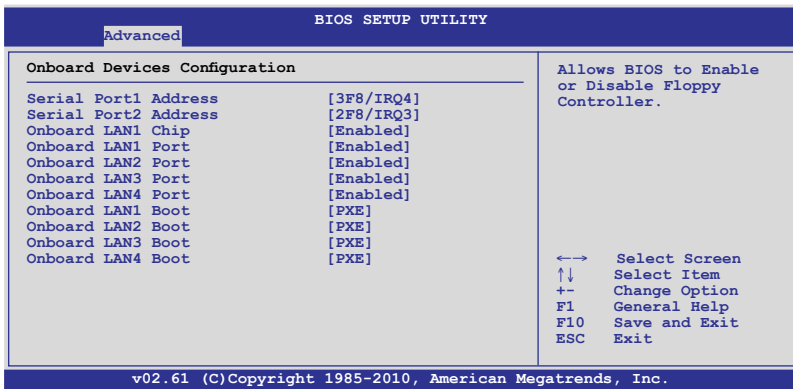 BIOS SETUP UTILITY
Advanced
Onboard Devices Configuration
Serial Port1 Address [3F8/IRQ4]
Serial Port2 Address [2F8/IRQ3]
Onboard LAN1 Chip [Enabled]
Onboard LAN1 Port [Enabled]
Onboard LAN2 Port [Enabled]
Onboard LAN3 Port [Enabled]
Onboard LAN4 Port [Enabled]
Onboard LAN1 Boot [PXE]
Onboard LAN2 Boot [PXE]
Onboard LAN3 Boot [PXE]
Onboard LAN4 Boot [PXE]
Allows BIOS to Enable
or Disable Floppy
Controller.
←→ Select Screen
↑↓ Select Item
+- Change Option
F1 General Help
F10 Save and Exit
ESC Exit
v02.61 (C)Copyright 1985-2010, American Megatrends, Inc.